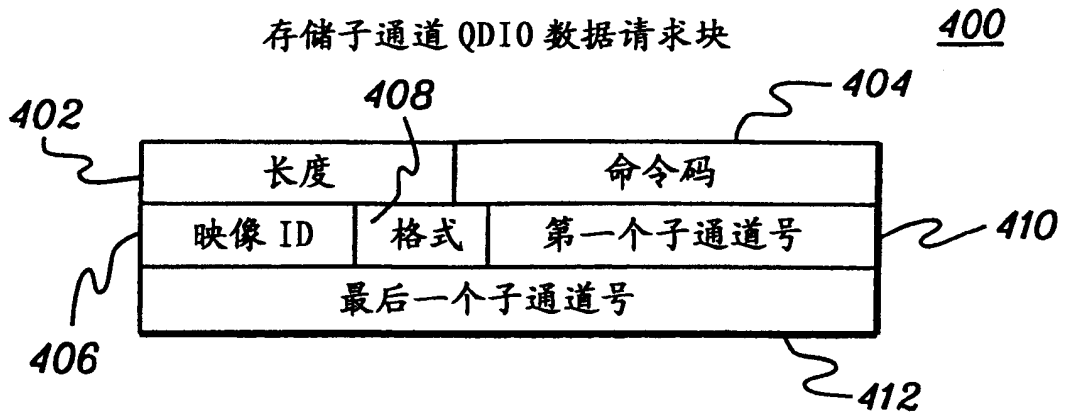 存储子通道 QDIO 数据请求块
400
408
404
402
长度
命令码
映像 ID
格式
第一个子通道号
410
最后一个子通道号
406
412